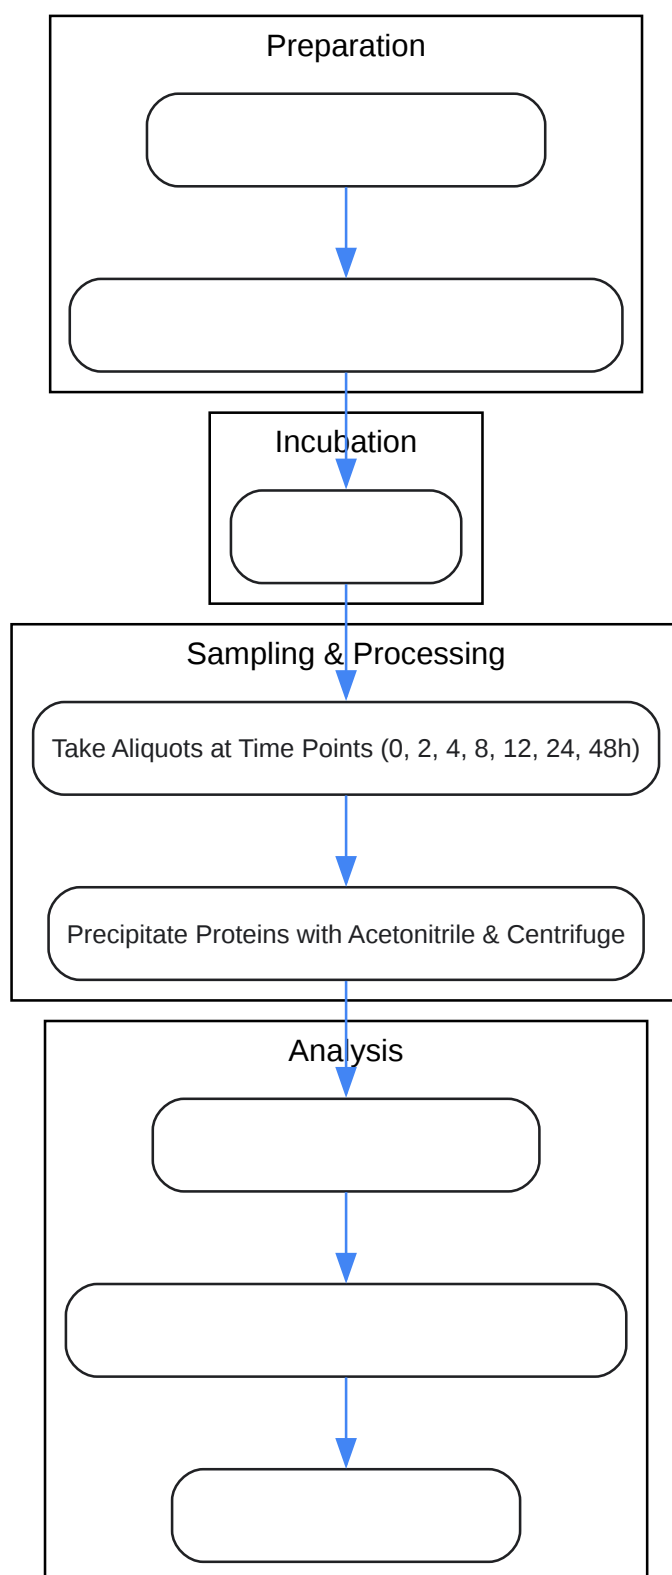 Preparation
Incubation
Sampling & Processing
Take Aliquots at Time Points (0, 2, 4, 8, 12, 24, 48h)
Precipitate Proteins with Acetonitrile & Centrifuge
Analysis